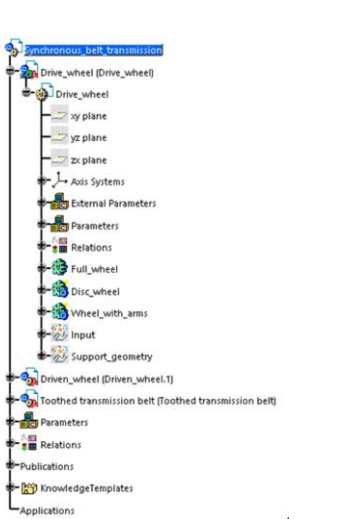 Synchronous_belt_transmission
Drive_wheel (Drive_wheel)
Drive_wheel
xy plane
yz plane
zx plane
Axis Systems
External Parameters
Parameters
Relations
Full_wheel
Disc_wheel
Wheel_with_arms
Input
Support_geometry
Driven_wheel (Driven_wheel.1)
Toothed transmission belt (Toothed transmission belt)
Parameters
Relations
Publications
KnowledgeTemplates
Applications